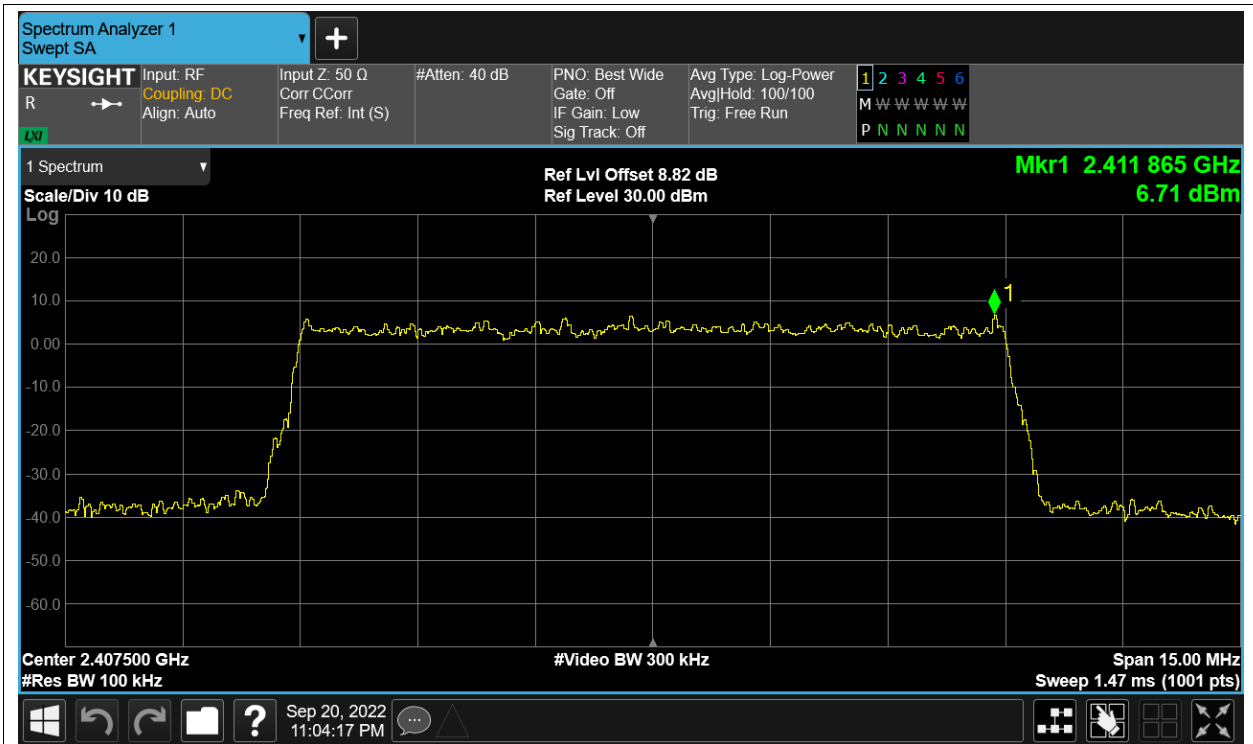 Spectrum Analyzer 1
Swept SA
KEYSIGHT
R
LXI
Input: RF
Coupling: DC
Align: Auto
Input Z: 50 Ω
Corr CCorr
Freq Ref: Int (S)
#Atten: 40 dB
PNO: Best Wide
Gate: Off
IF Gain: Low
Sig Track: Off
Avg Type: Log-Power
Avg|Hold: 100/100
Trig: Free Run
1 2 3 4 5 6
M W W W W W
P N N N N N
1 Spectrum
Scale/Div 10 dB
Log
Ref Lvl Offset 8.82 dB
Ref Level 30.00 dBm
Mkr1 2.411 865 GHz
6.71 dBm
20.0
10.0
0.00
-10.0
-20.0
-30.0
-40.0
-50.0
-60.0
1
Center 2.407500 GHz
#Res BW 100 kHz
#Video BW 300 kHz
Span 15.00 MHz
Sweep 1.47 ms (1001 pts)
?
Sep 20, 2022
11:04:17 PM